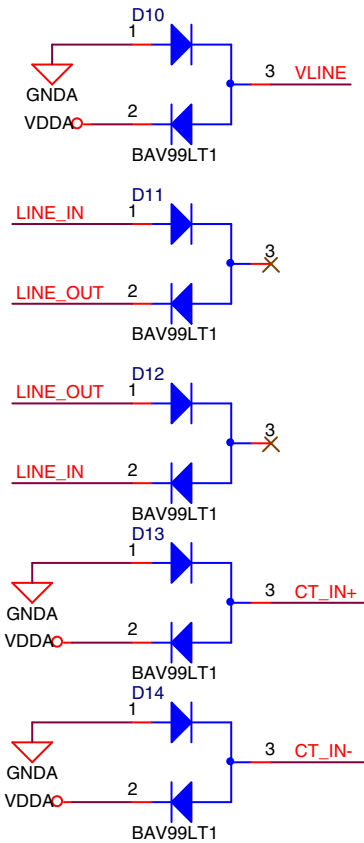 D10
1
3 VLINE
GNDA
VDDA 2
BAV99LT1
D11
LINE_IN 1
3
LINE_OUT 2
BAV99LT1
D12
LINE_OUT 1
3
LINE_IN 2
BAV99LT1
D13
1
3 CT_IN+
GNDA
VDDA 2
BAV99LT1
D14
1
3 CT_IN-
GNDA
VDDA 2
BAV99LT1